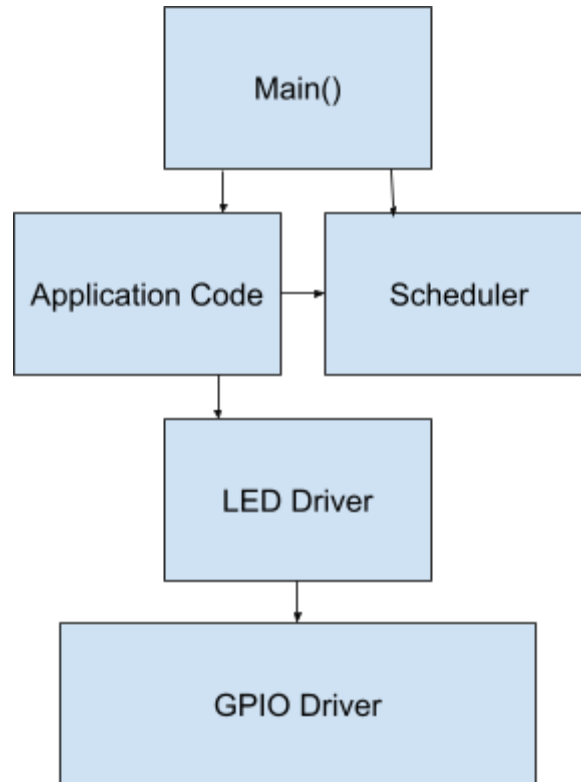 Main()
Application Code
Scheduler
LED Driver
GPIO Driver